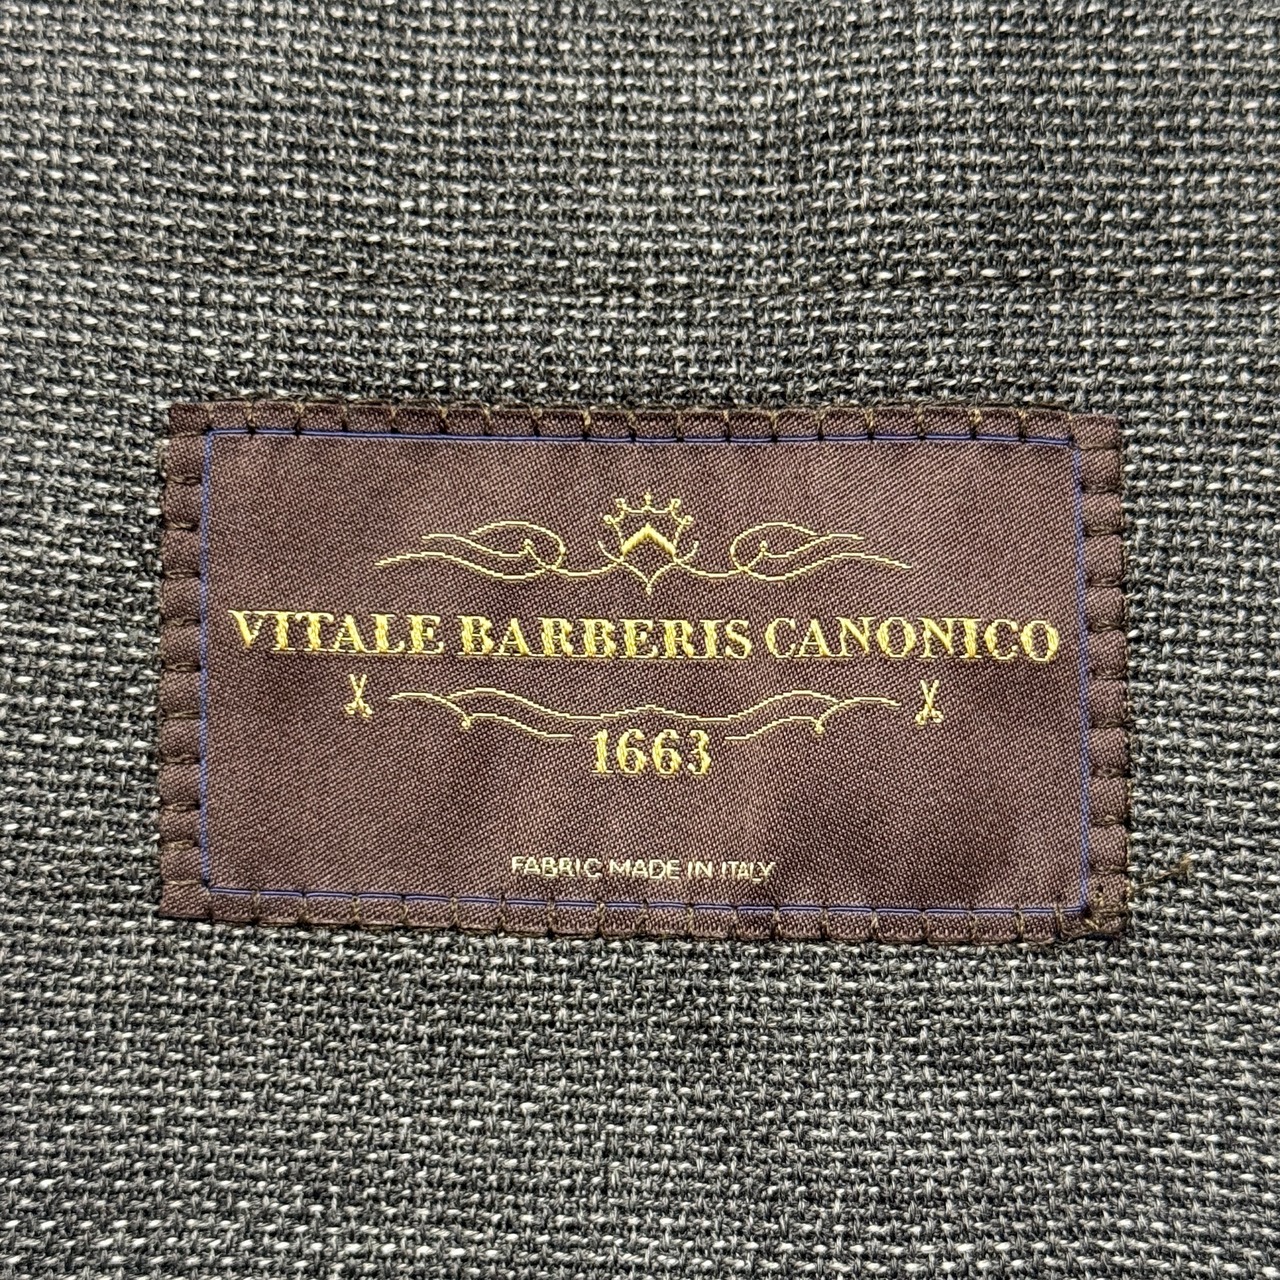 VITALE BARBERIS CANONICO
1663
FABRIC MADE IN ITALY